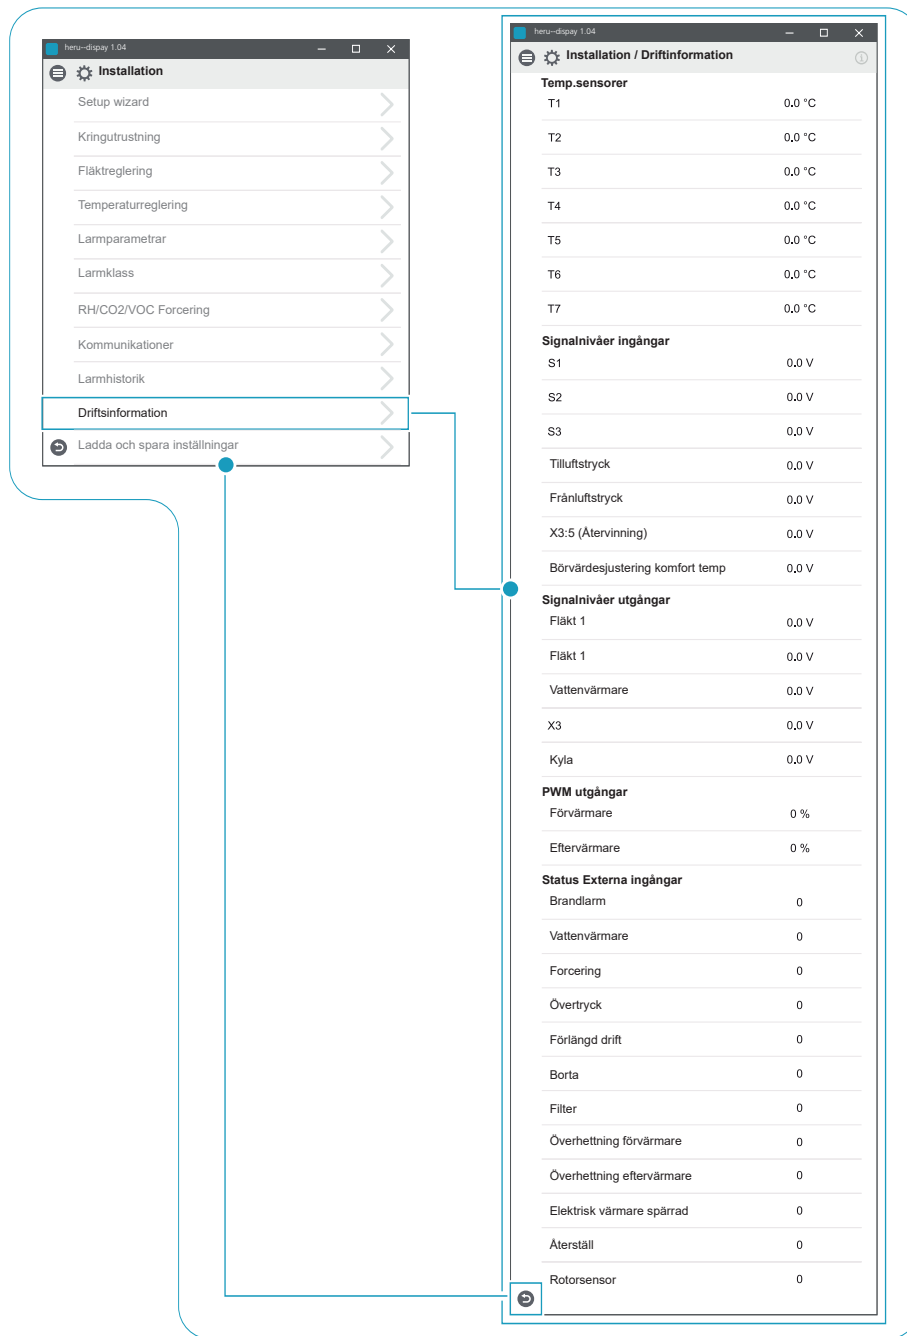 heru--dispay 1.04
Installation
Setup wizard
Kringutrustning
Fläktreglering
Temperaturreglering
Larmparametrar
Larmklass
RH/CO2/VOC Forcering
Kommunikationer
Larmhistorik
Driftsinformation
Ladda och spara inställningar
heru--dispay 1.04
Installation / Driftinformation
Temp.sensorer
T1 0.0 °C
T2 0.0 °C
T3 0.0 °C
T4 0.0 °C
T5 0.0 °C
T6 0.0 °C
T7 0.0 °C
Signalnivåer ingångar
S1 0.0 V
S2 0.0 V
S3 0.0 V
Tilluftstryck 0.0 V
Frånluftstryck 0.0 V
X3:5 (Återvinning) 0.0 V
Börvärdesjustering komfort temp 0.0 V
Signalnivåer utgångar
Fläkt 1 0.0 V
Fläkt 1 0.0 V
Vattenvärmare 0.0 V
X3 0.0 V
Kyla 0.0 V
PWM utgångar
Förvärmare 0 %
Eftervärmare 0 %
Status Externa ingångar
Brandlarm 0
Vattenvärmare 0
Forcering 0
Övertryck 0
Förlängd drift 0
Borta 0
Filter 0
Överhettning förvärmare 0
Överhettning eftervärmare 0
Elektrisk värmare spärrad 0
Återställ 0
Rotorsensor 0